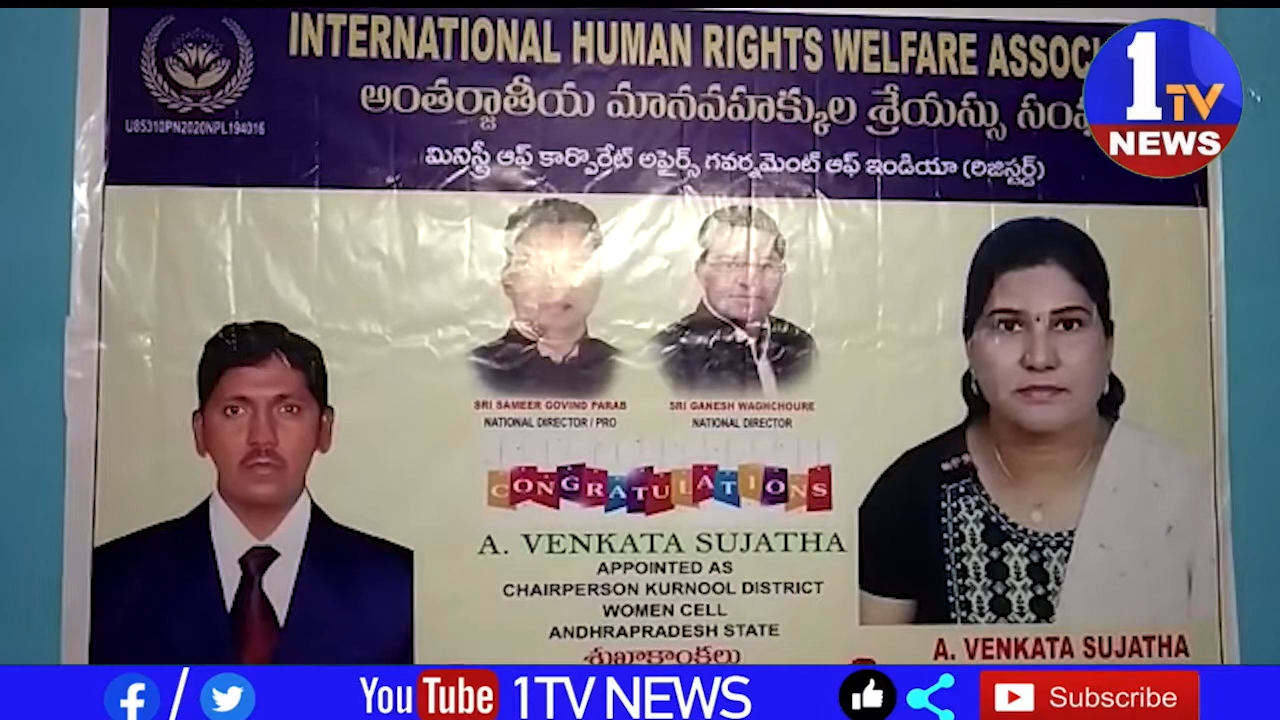 INTERNATIONAL HUMAN RIGHTS WELFARE ASSOC
అంతర్జాతీయ మానవహక్కుల శ్రేయస్సు
U85310PN2020NPL194016
మినిస్ట్రీ ఆఫ్ కార్పొరేట్ అఫైర్స్ గవర్నమెంట్ ఆఫ్ ఇండియా (రిజిస్టర్డ్)
1
TV
NEWS
SRI SAMEER GOVIND PARAB
NATIONAL DIRECTOR / PRO
SRI GANESH WAGHCHOURE
NATIONAL DIRECTOR
CONGRATULATIONS
A. VENKATA SUJATHA
APPOINTED AS
CHAIRPERSON KURNOOL DISTRICT
WOMEN CELL
ANDHRAPRADESH STATE
శుభాకాంక్షలు
A. VENKATA SUJATHA
YouTube 1TV NEWS
Subscribe